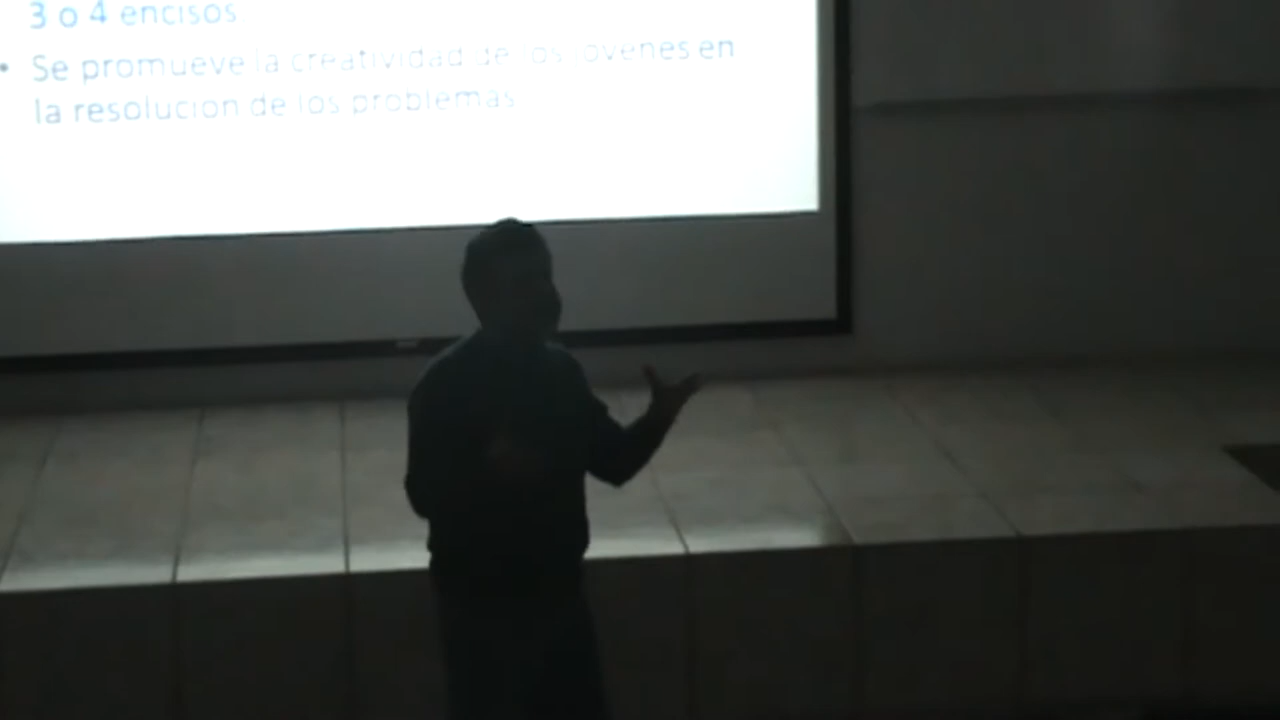 3 o 4 encisos
• Se promueve la creatividad de los jovenes en
la resolucion de los problemas